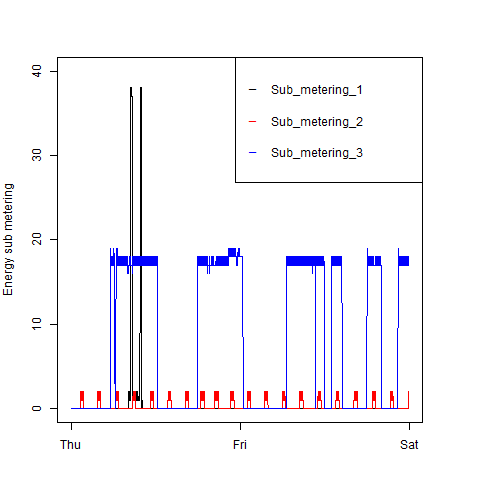 Energy sub metering
40
30
20
10
0
Sub_metering_1
Sub_metering_2
Sub_metering_3
Thu
Fri
Sat